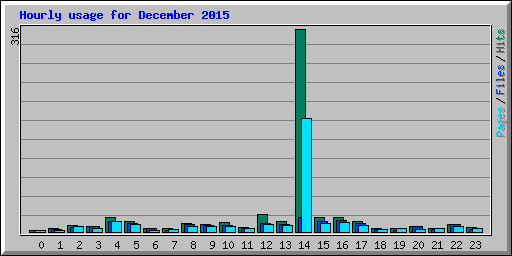 Hourly usage for December 2015
316
Pages/Files/Hits
0 1 2 3 4 5 6 7 8 9 10 11 12 13 14 15 16 17 18 19 20 21 22 23